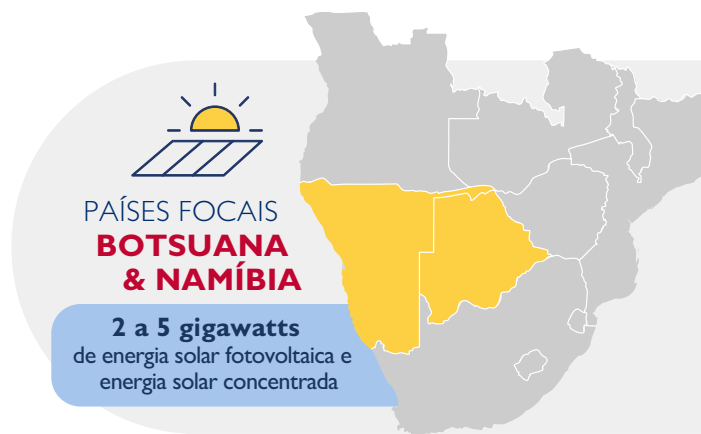 PAÍSES FOCAIS
BOTSUANA
& NAMÍBIA
2 a 5 gigawatts
de energia solar fotovoltaica e
energia solar concentrada